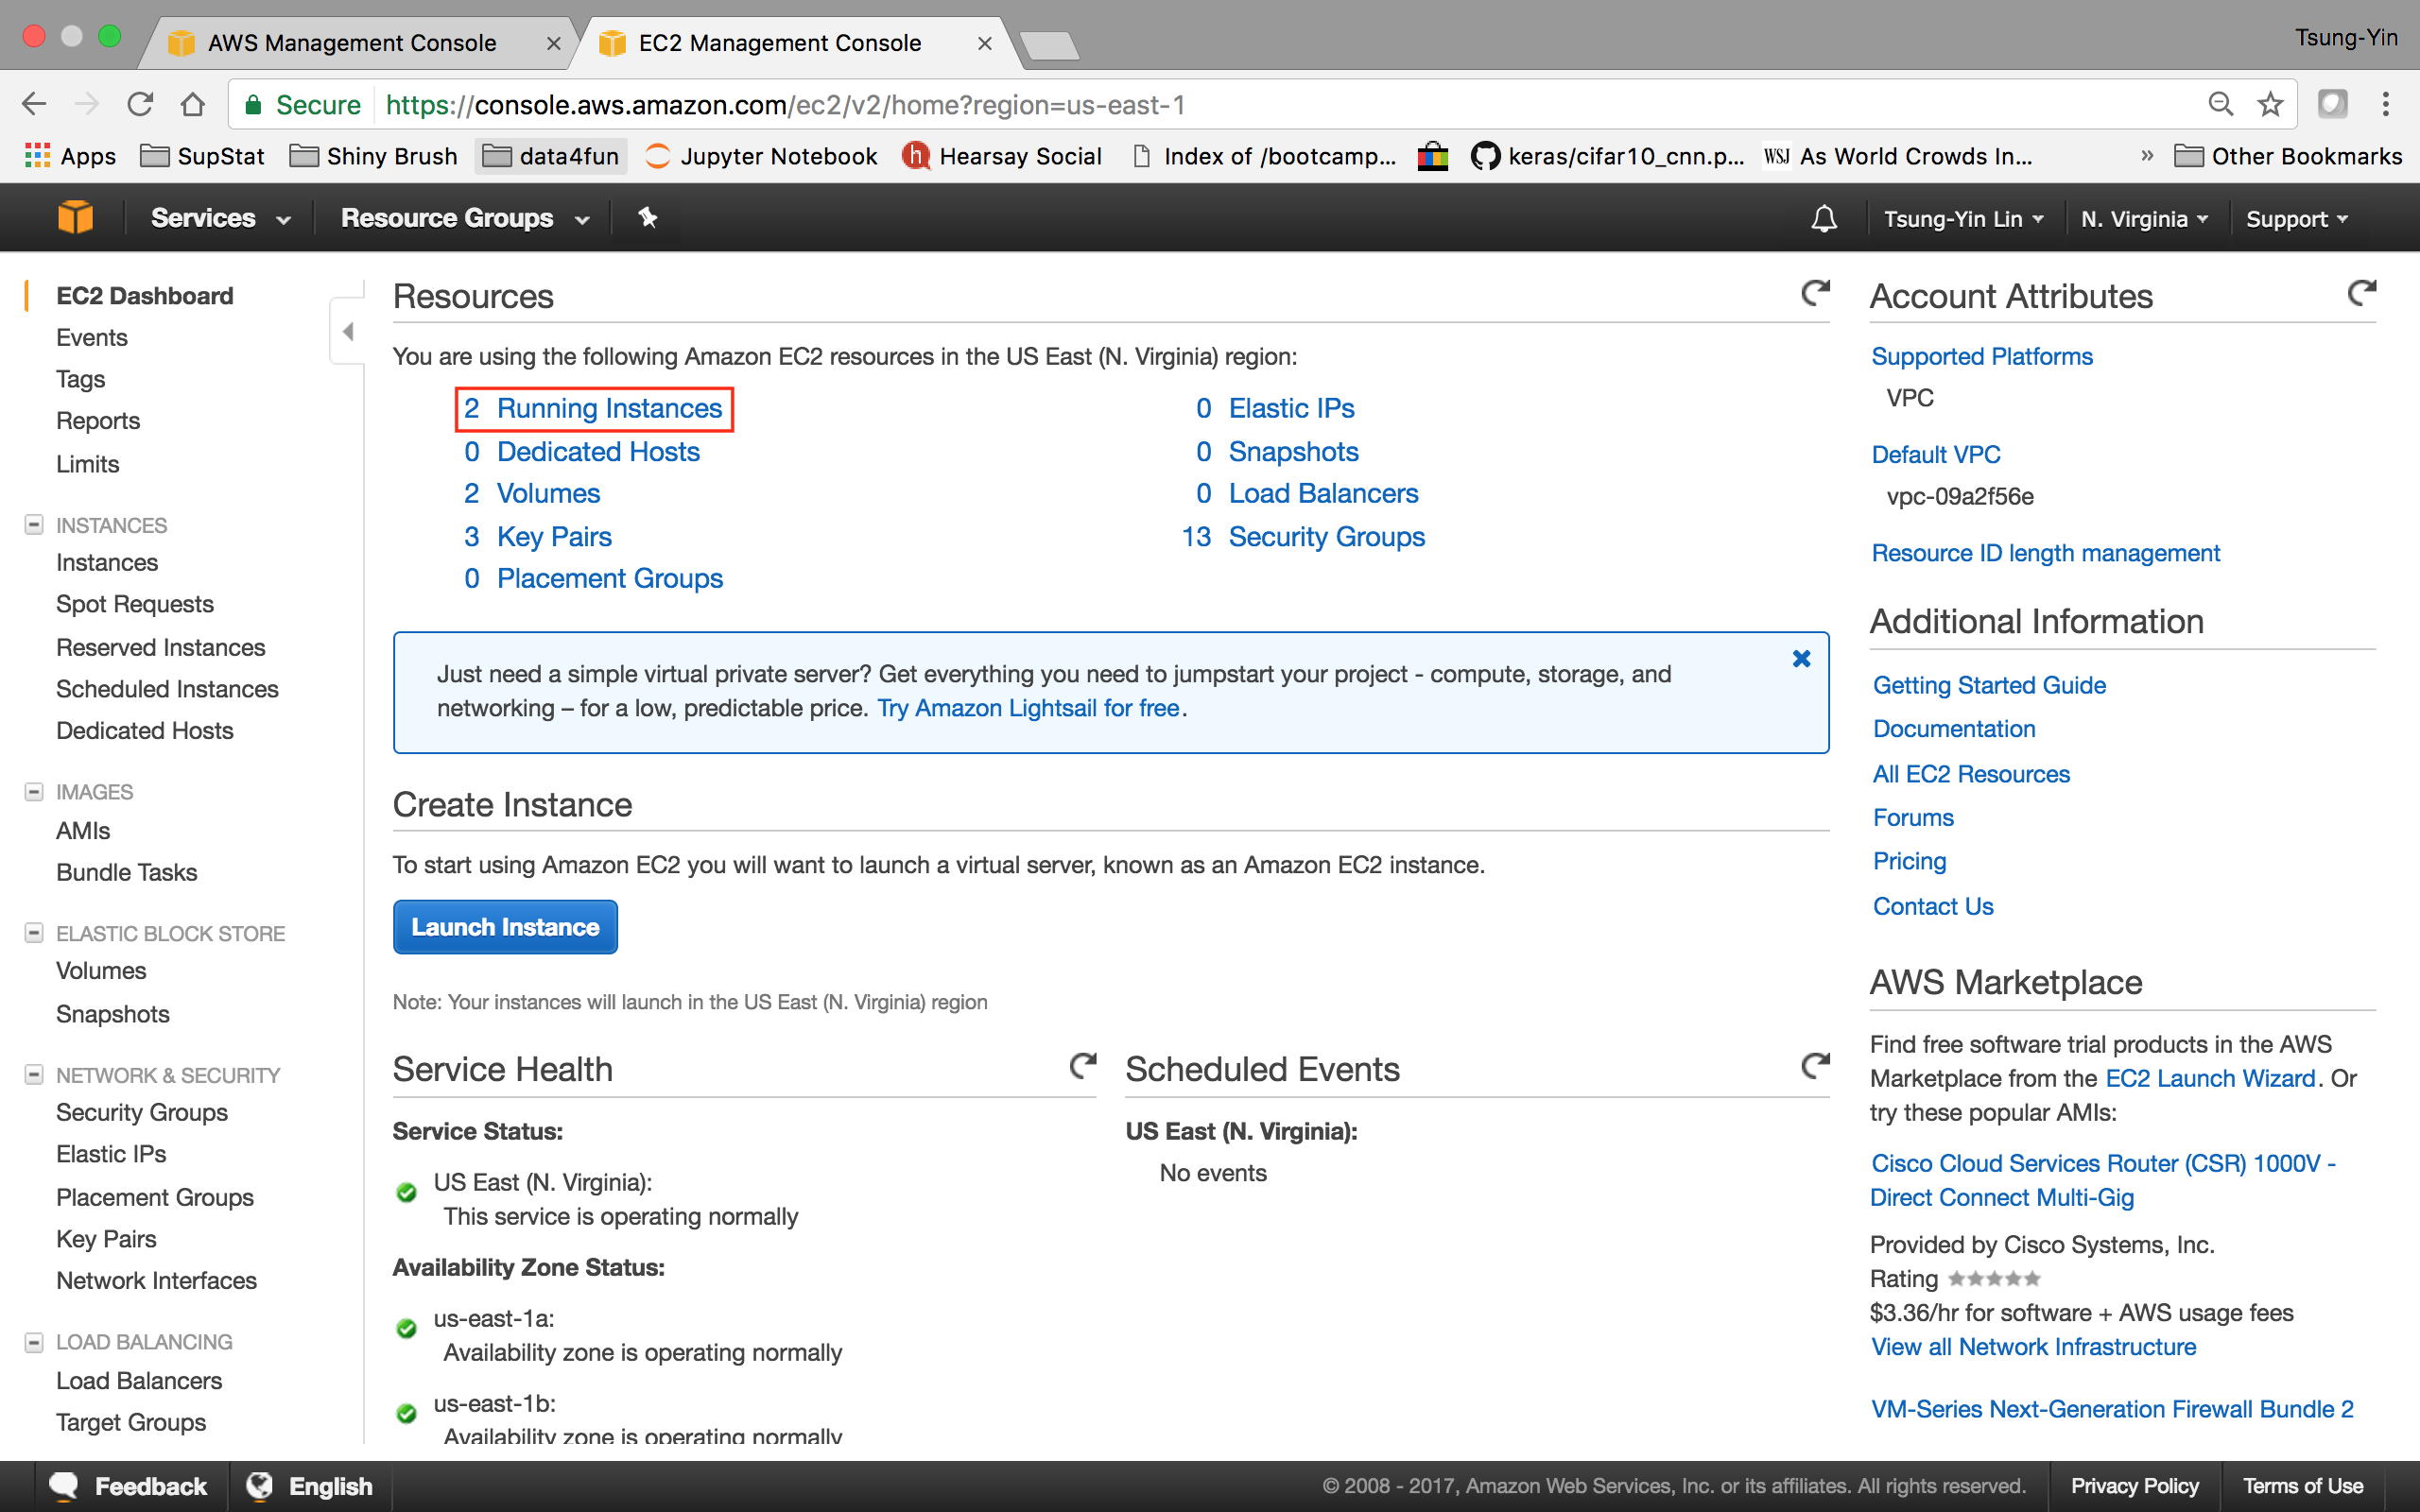 AWS Management Console
EC2 Management Console
Tsung-Yin
Secure https://console.aws.amazon.com/ec2/v2/home?region=us-east-1
Apps SupStat Shiny Brush data4fun Jupyter Notebook Hearsay Social Index of /bootcamp... keras/cifar10_cnn.p... WSJ As World Crowds In... » Other Bookmarks
Services Resource Groups Tsung-Yin Lin N. Virginia Support
EC2 Dashboard
Events
Tags
Reports
Limits
INSTANCES
Instances
Spot Requests
Reserved Instances
Scheduled Instances
Dedicated Hosts
IMAGES
AMIs
Bundle Tasks
ELASTIC BLOCK STORE
Volumes
Snapshots
NETWORK & SECURITY
Security Groups
Elastic IPs
Placement Groups
Key Pairs
Network Interfaces
LOAD BALANCING
Load Balancers
Target Groups
Resources
You are using the following Amazon EC2 resources in the US East (N. Virginia) region:
2 Running Instances
0 Dedicated Hosts
2 Volumes
3 Key Pairs
0 Placement Groups
0 Elastic IPs
0 Snapshots
0 Load Balancers
13 Security Groups
Just need a simple virtual private server? Get everything you need to jumpstart your project - compute, storage, and
networking – for a low, predictable price. Try Amazon Lightsail for free.
Create Instance
To start using Amazon EC2 you will want to launch a virtual server, known as an Amazon EC2 instance.
Launch Instance
Note: Your instances will launch in the US East (N. Virginia) region
Service Health
Service Status:
US East (N. Virginia):
This service is operating normally
Availability Zone Status:
us-east-1a:
Availability zone is operating normally
us-east-1b:
Availability zone is operating normally
Scheduled Events
US East (N. Virginia):
No events
Account Attributes
Supported Platforms
VPC
Default VPC
vpc-09a2f56e
Resource ID length management
Additional Information
Getting Started Guide
Documentation
All EC2 Resources
Forums
Pricing
Contact Us
AWS Marketplace
Find free software trial products in the AWS
Marketplace from the EC2 Launch Wizard. Or
try these popular AMIs:
Cisco Cloud Services Router (CSR) 1000V -
Direct Connect Multi-Gig
Provided by Cisco Systems, Inc.
Rating
$3.36/hr for software + AWS usage fees
View all Network Infrastructure
VM-Series Next-Generation Firewall Bundle 2
Feedback English © 2008 - 2017, Amazon Web Services, Inc. or its affiliates. All rights reserved. Privacy Policy Terms of Use